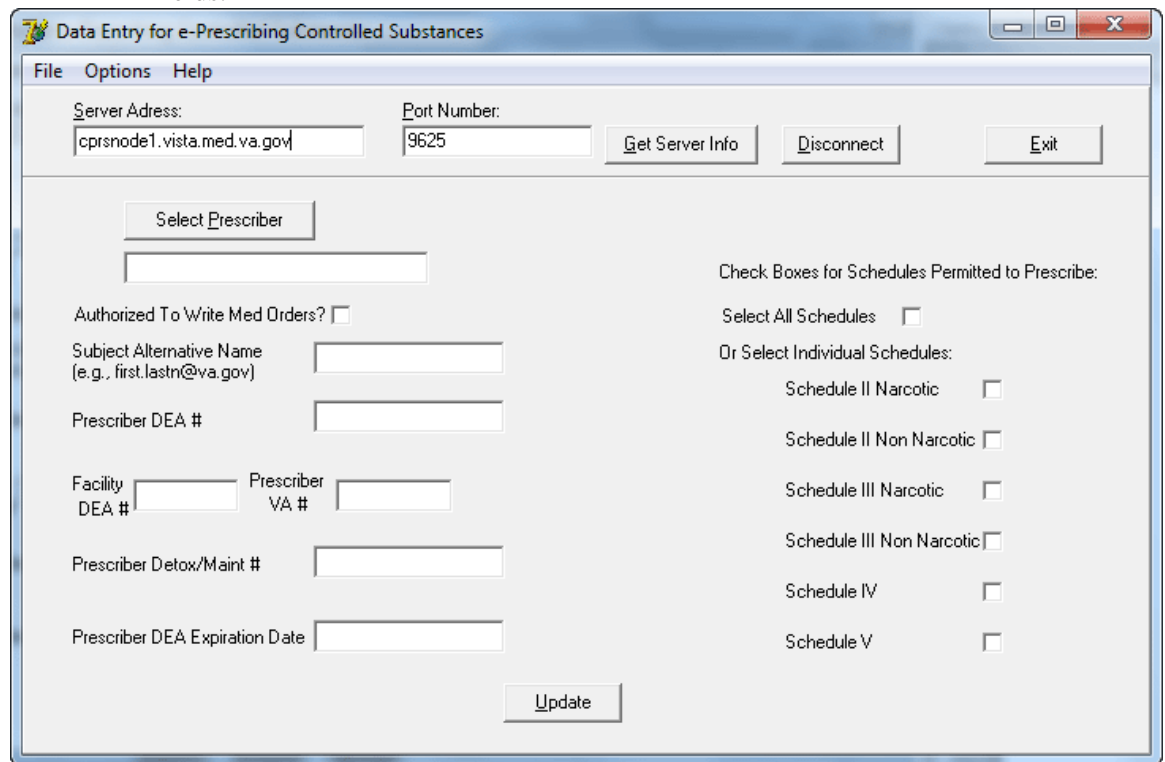 Data Entry for e-Prescribing Controlled Substances
File Options Help
Server Adress:
Port Number:
cprsnode1.vista.med.va.gov
9625
Get Server Info
Disconnect
Exit
Select Prescriber
Check Boxes for Schedules Permitted to Prescribe:
Authorized To Write Med Orders?
Select All Schedules
Subject Alternative Name
(e.g., first.lastn@va.gov)
Or Select Individual Schedules:
Schedule II Narcotic
Prescriber DEA #
Schedule II Non Narcotic
Facility
DEA #
Prescriber
VA #
Schedule III Narcotic
Schedule III Non Narcotic
Prescriber Detox/Maint #
Schedule IV
Prescriber DEA Expiration Date
Schedule V
Update